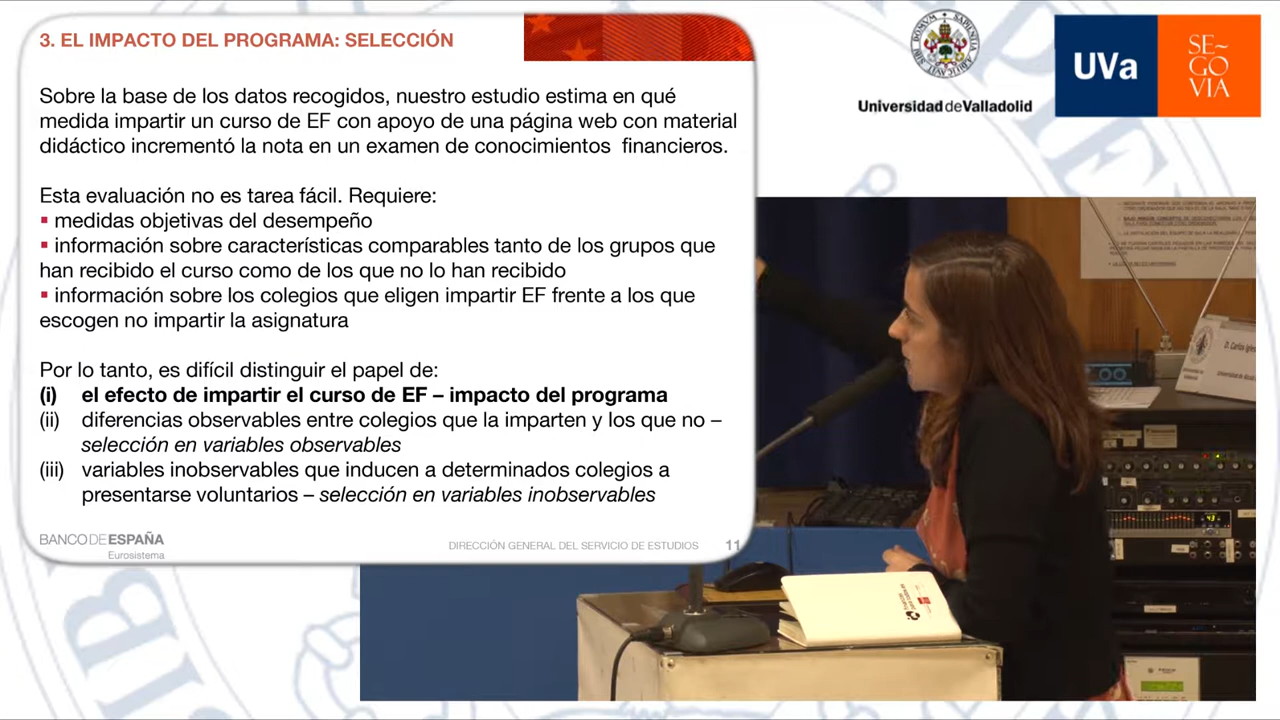 3. EL IMPACTO DEL PROGRAMA: SELECCIÓN
Sobre la base de los datos recogidos, nuestro estudio estima en qué
medida impartir un curso de EF con apoyo de una página web con material
didáctico incrementó la nota en un examen de conocimientos financieros.
Esta evaluación no es tarea fácil. Requiere:
▪ medidas objetivas del desempeño
▪ información sobre características comparables tanto de los grupos que
han recibido el curso como de los que no lo han recibido
▪ información sobre los colegios que eligen impartir EF frente a los que
escogen no impartir la asignatura
Por lo tanto, es difícil distinguir el papel de:
(i) el efecto de impartir el curso de EF – impacto del programa
(ii) diferencias observables entre colegios que la imparten y los que no –
selección en variables observables
(iii) variables inobservables que inducen a determinados colegios a
presentarse voluntarios – selección en variables inobservables
BANCODEESPAÑA
Eurosistema
DIRECCIÓN GENERAL DEL SERVICIO DE ESTUDIOS 11
Universidad de Valladolid
UVa
SE~
GO
VIA
D. Carlos